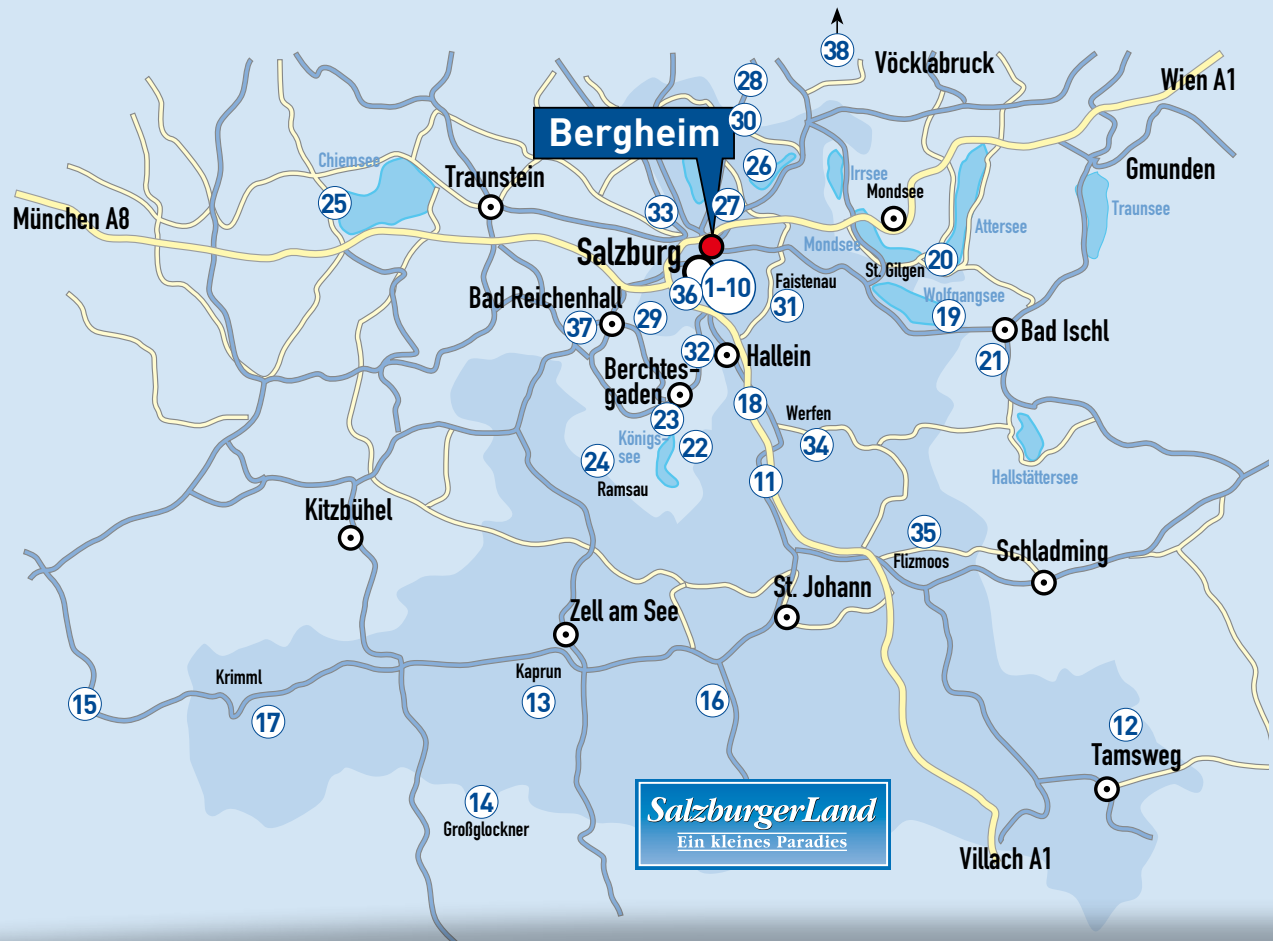 38
Vöcklabruck
Wien A1
28
30
Bergheim
26
Chiemsee
Traunstein
Irrsee
Mondsee
Gmunden
25
33
27
Traunsee
München A8
Attersee
Mondsee
Salzburg
St. Gilgen
20
36
1-10
Faistenau
31
Wolfgangsee
19
Bad Reichenhall
37
29
Bad Ischl
21
32
Hallein
Berchtes-
gaden
23
18
Werfen
34
Königs-
see
22
24
Ramsau
11
Hallstättersee
Kitzbühel
35
Flizmoos
Schladming
St. Johann
Zell am See
Krimml
Kaprun
15
17
13
16
12
Tamsweg
14
Großglockner
SalzburgerLand
Ein kleines Paradies
Villach A1